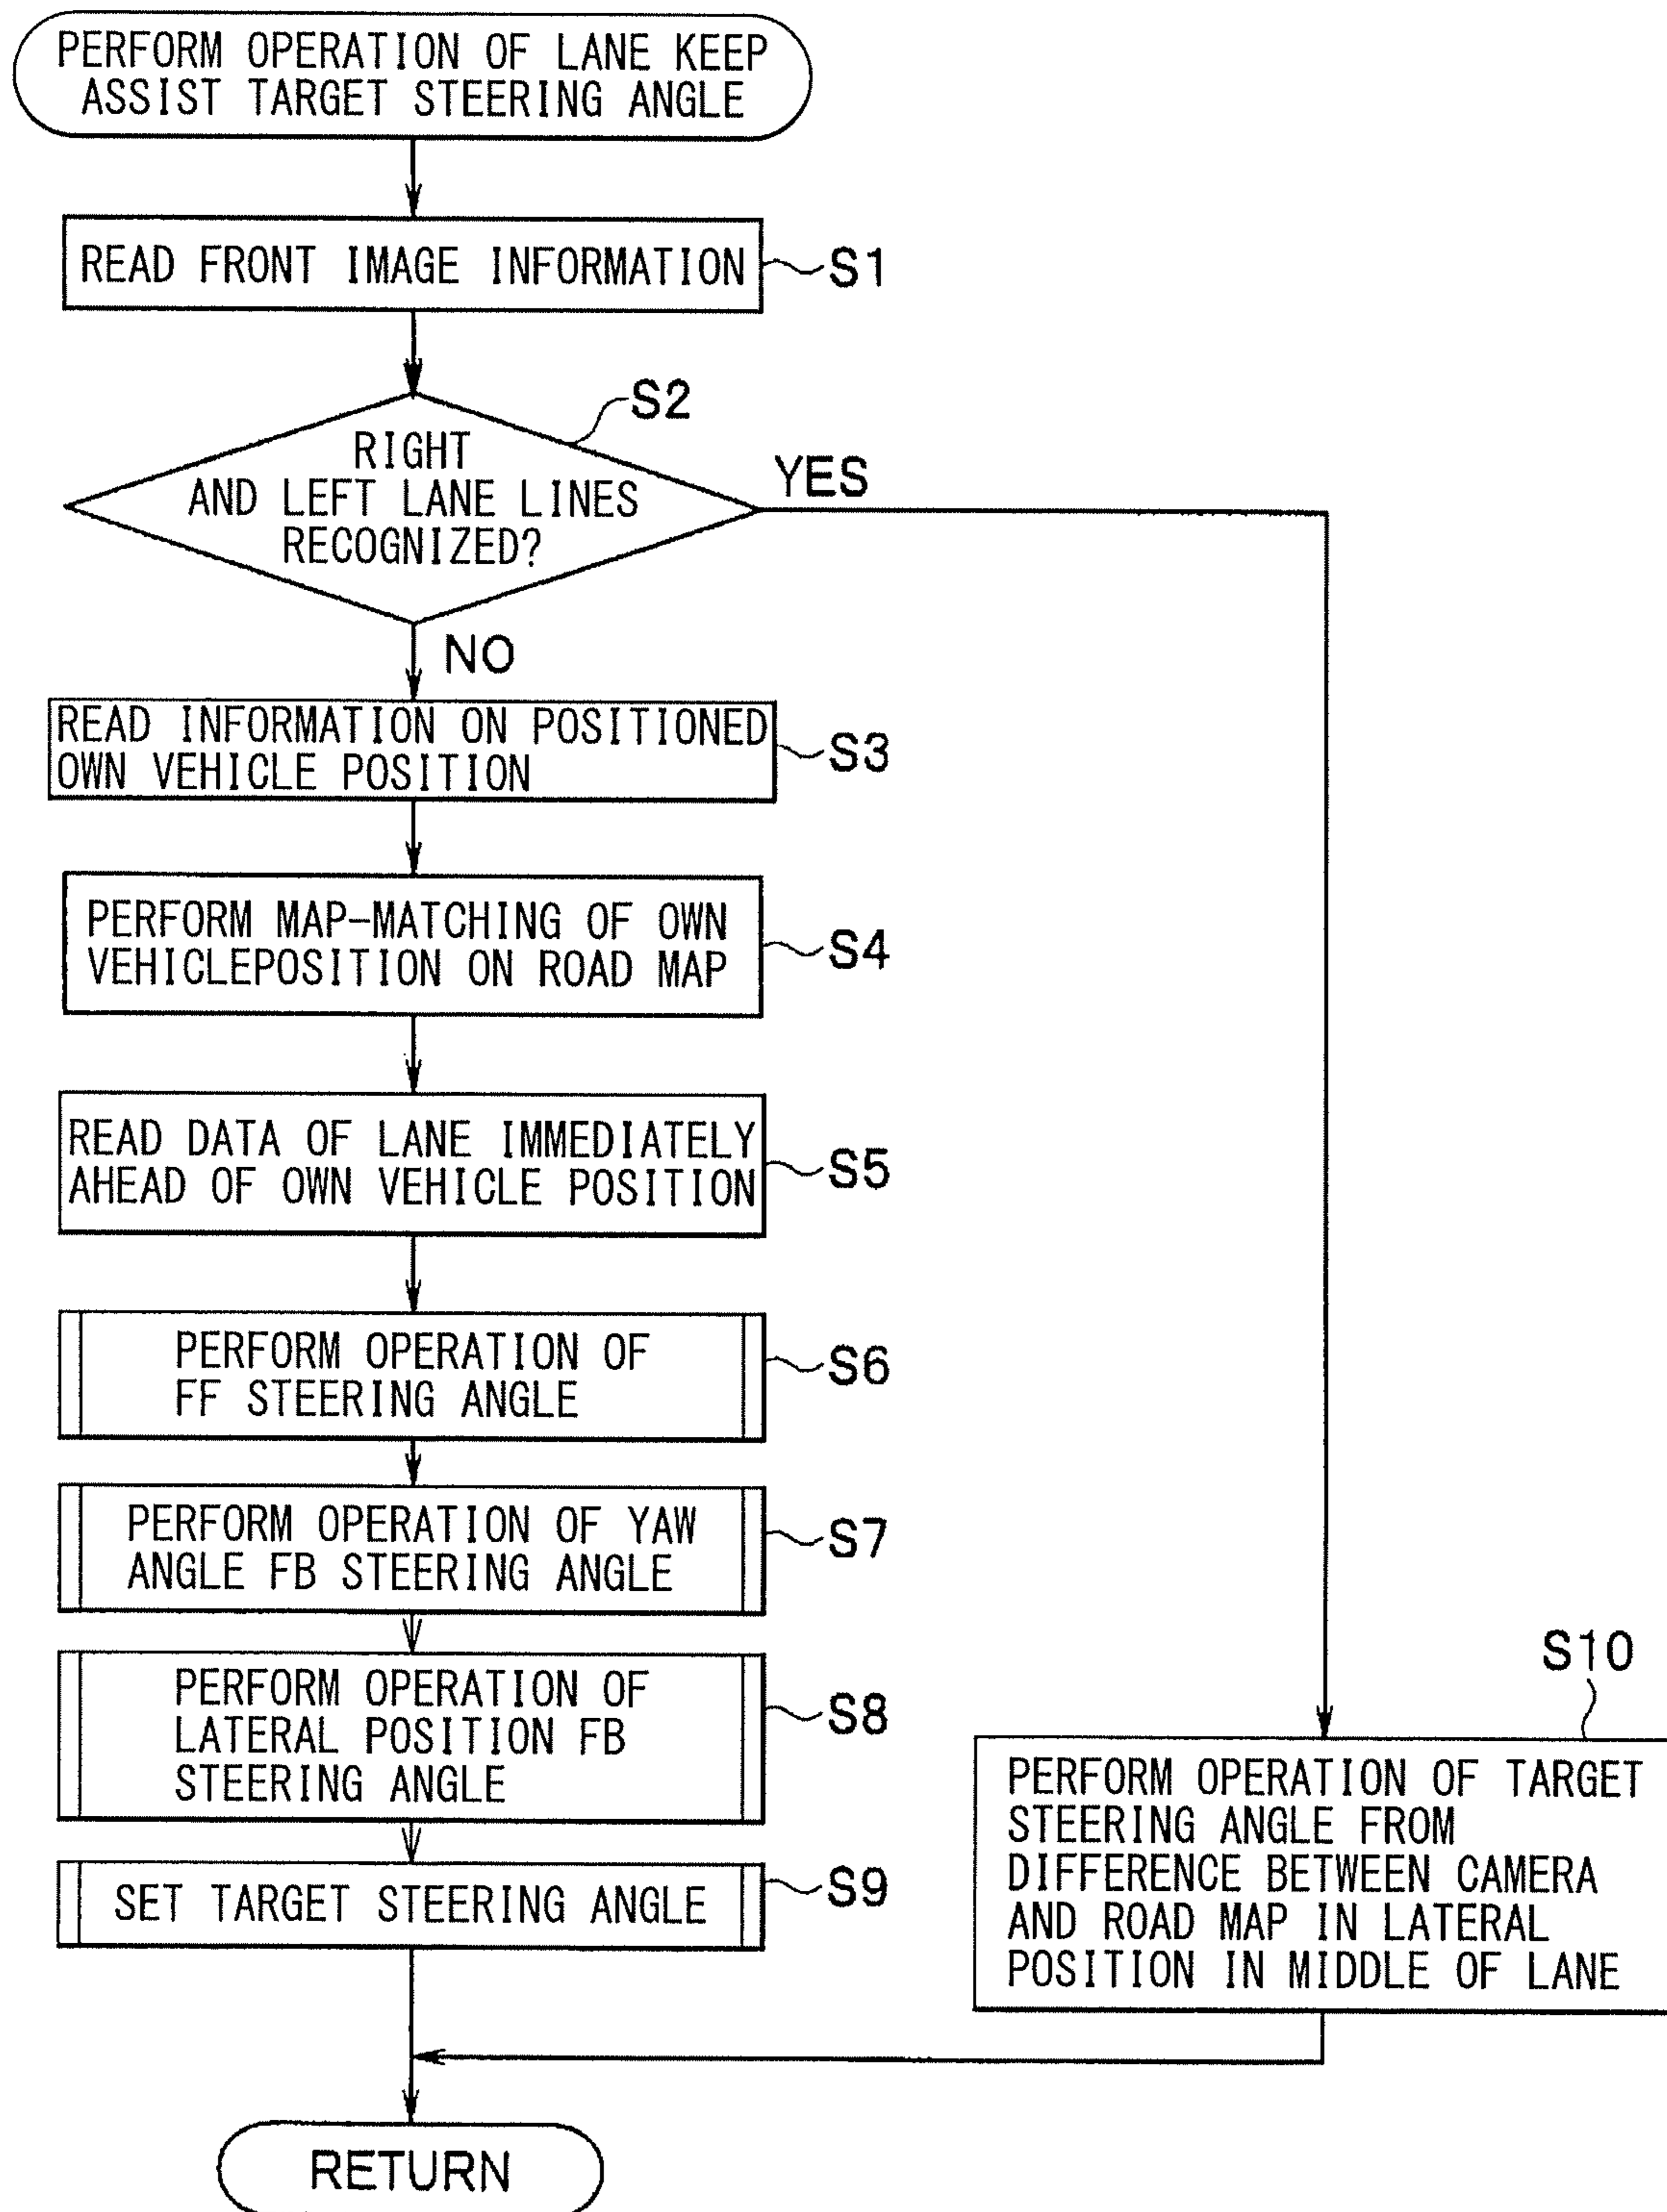 PERFORM OPERATION OF LANE KEEP
ASSIST TARGET STEERING ANGLE
READ FRONT IMAGE INFORMATION
S1
S2
RIGHT
AND LEFT LANE LINES
RECOGNIZED?
YES
NO
READ INFORMATION ON POSITIONED
OWN VEHICLE POSITION
S3
PERFORM MAP-MATCHING OF OWN
VEHICLEPOSITION ON ROAD MAP
S4
READ DATA OF LANE IMMEDIATELY
AHEAD OF OWN VEHICLE POSITION
S5
PERFORM OPERATION OF
FF STEERING ANGLE
S6
PERFORM OPERATION OF YAW
ANGLE FB STEERING ANGLE
S7
PERFORM OPERATION OF
LATERAL POSITION FB
STEERING ANGLE
S8
SET TARGET STEERING ANGLE
S9
S10
PERFORM OPERATION OF TARGET
STEERING ANGLE FROM
DIFFERENCE BETWEEN CAMERA
AND ROAD MAP IN LATERAL
POSITION IN MIDDLE OF LANE
RETURN